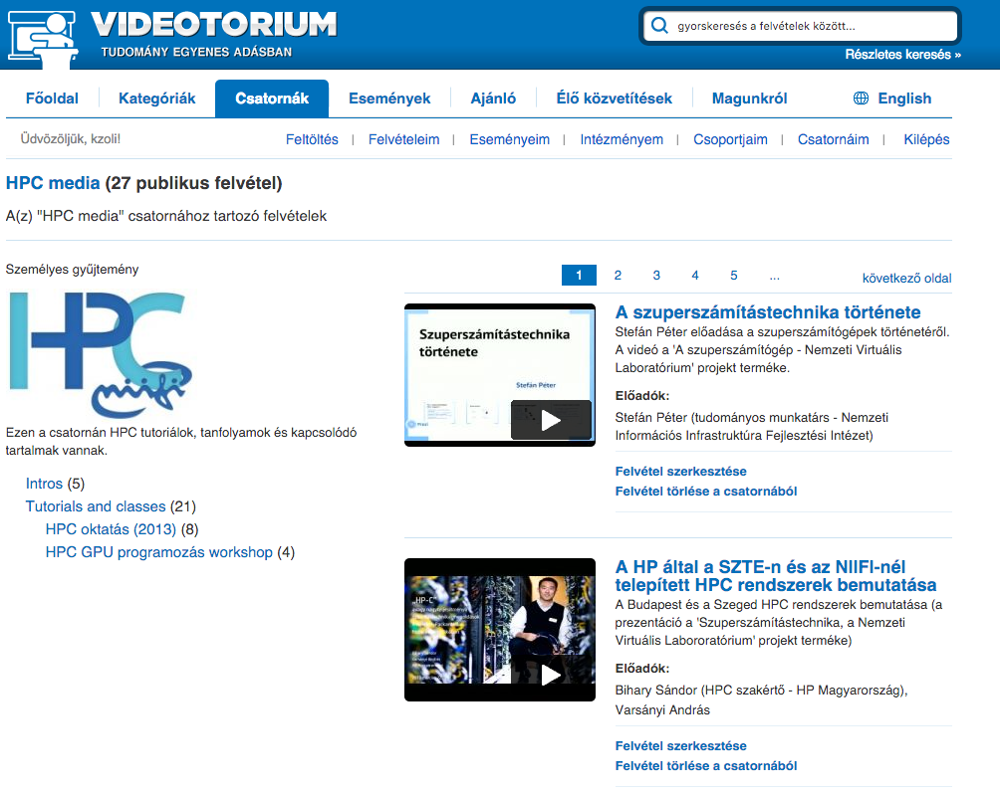 VIDEOTORIUM
TUDOMÁNY EGYENES ADÁSBAN
gyorskeresés a felvételek között...
Részletes keresés »
Főoldal
Kategóriák
Csatornák
Események
Ajánló
Élő közvetítések
Magunkról
English
Üdvözöljük, kzoli!
Feltöltés | Felvételeim | Eseményeim | Intézményem | Csoportjaim | Csatornáim | Kilépés
HPC media (27 publikus felvétel)
A(z) "HPC media" csatornához tartozó felvételek
Személyes gyűjtemény
HPC
niifi
Ezen a csatornán HPC tutoriálok, tanfolyamok és kapcsolódó
tartalmak vannak.
Intros (5)
Tutorials and classes (21)
HPC oktatás (2013) (8)
HPC GPU programozás workshop (4)
1 2 3 4 5 ... következő oldal
Szuperszámítástechnika
története
Stefán Péter
Prezi
A szuperszámítástechnika története
Stefán Péter előadása a szuperszámítógépek történetéről.
A videó a 'A szuperszámítógép - Nemzeti Virtuális
Laboratórium' projekt terméke.
Előadók:
Stefán Péter (tudományos munkatárs - Nemzeti
Információs Infrastruktúra Fejlesztési Intézet)
Felvétel szerkesztése
Felvétel törlése a csatornából
„HP-C”
A HP által a SZTE-n és az NIIFI-nél
telepített HPC rendszerek bemutatása
A Budapest és a Szeged HPC rendszerek bemutatása (a
prezentáció a 'Szuperszámítástechnika, a Nemzeti
Virtuális Labororatórium' projekt terméke)
Előadók:
Bihary Sándor (HPC szakértő - HP Magyarország),
Varsányi András
Felvétel szerkesztése
Felvétel törlése a csatornából